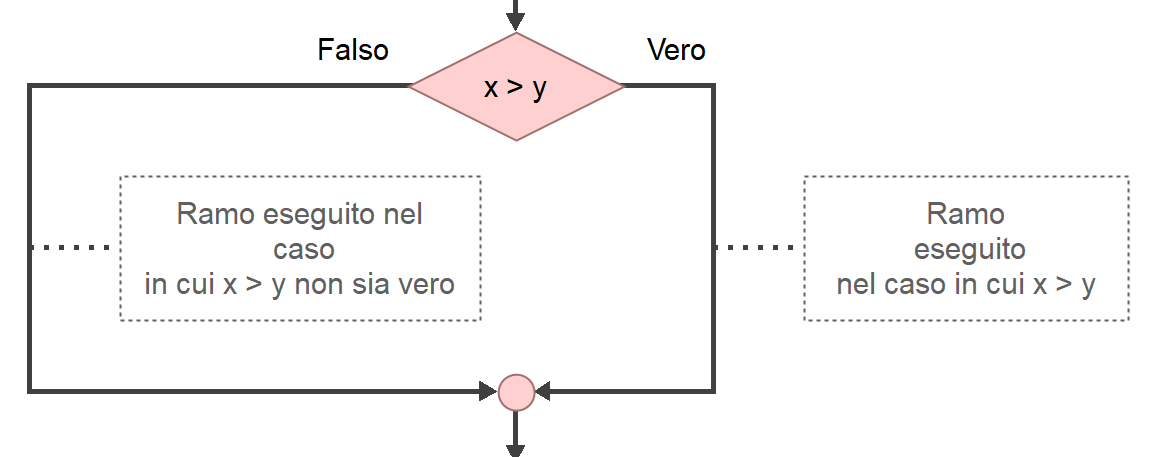 Falso
Vero
x > y
Ramo eseguito nel
caso
in cui x > y non sia vero
Ramo
eseguito
nel caso in cui x > y